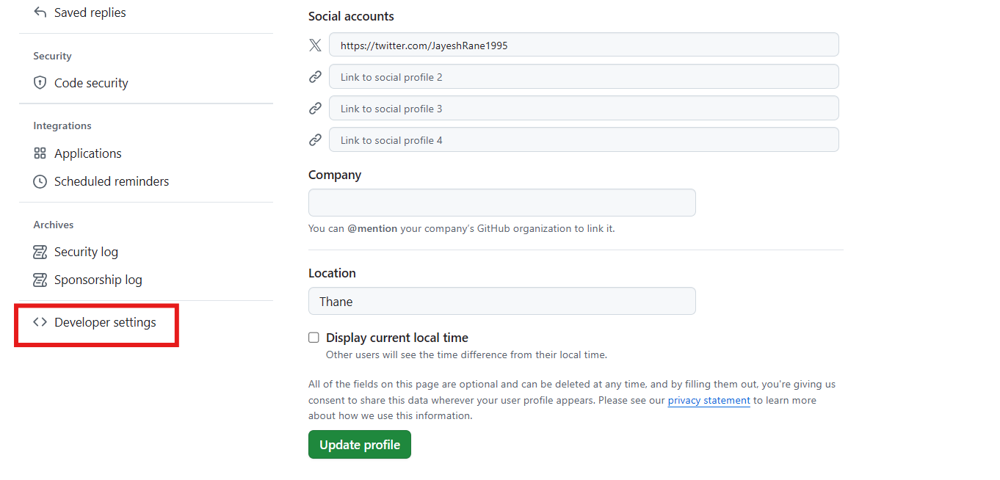 Saved replies
Security
Code security
Integrations
Applications
Scheduled reminders
Archives
Security log
Sponsorship log
Developer settings
Social accounts
https://twitter.com/JayeshRane1995
Link to social profile 2
Link to social profile 3
Link to social profile 4
Company
You can @mention your company’s GitHub organization to link it.
Location
Thane
Display current local time
Other users will see the time difference from their local time.
All of the fields on this page are optional and can be deleted at any time, and by filling them out, you're giving us
consent to share this data wherever your user profile appears. Please see our privacy statement to learn more
about how we use this information.
Update profile